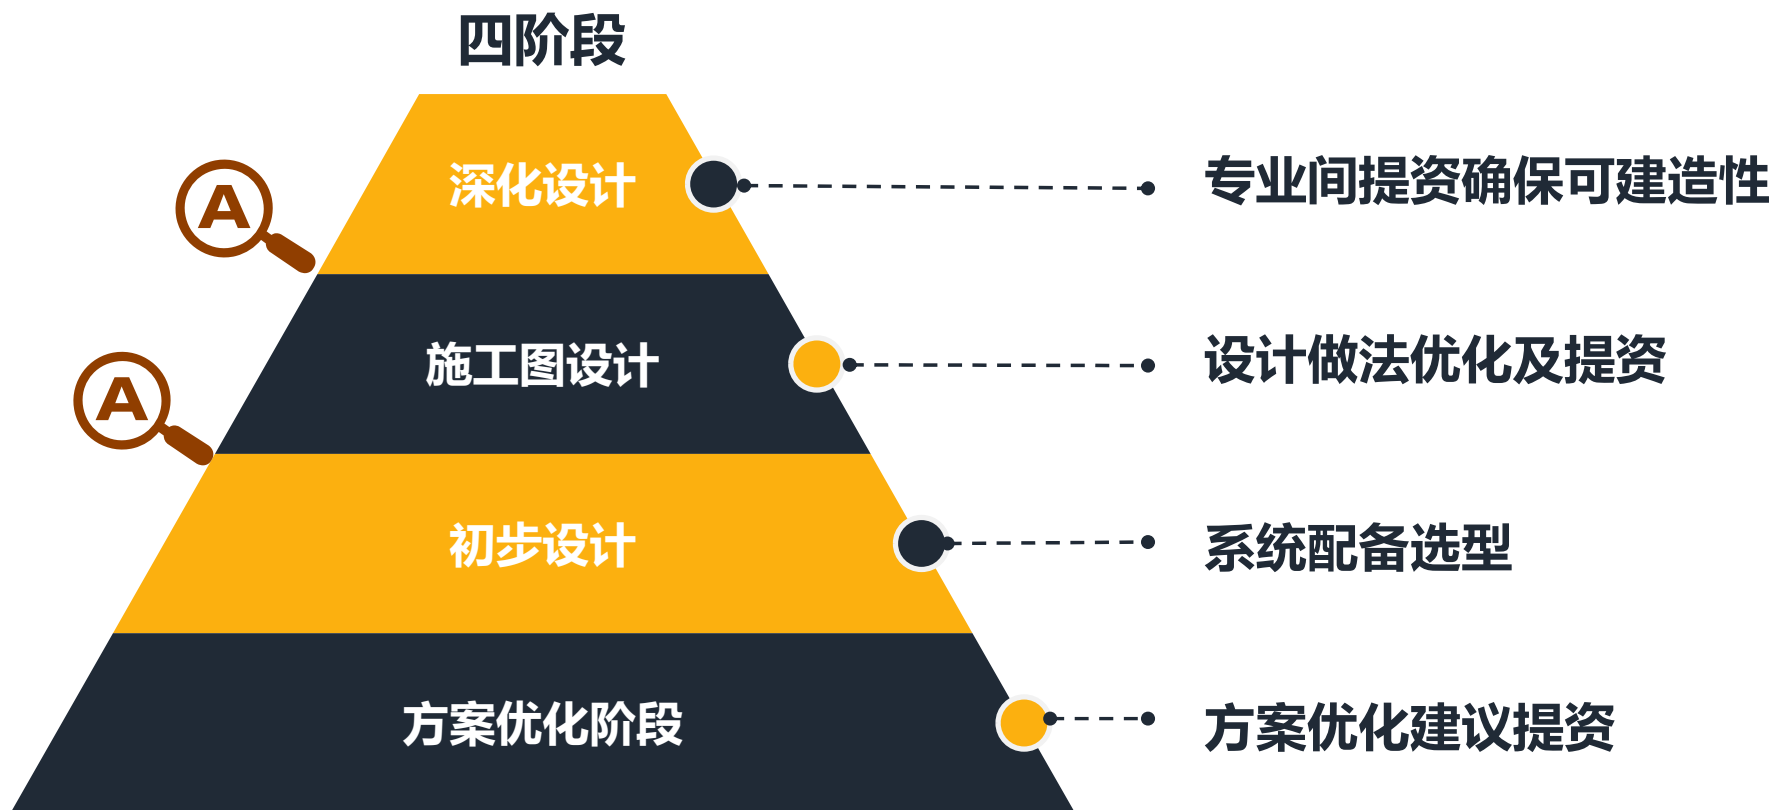 四阶段
深化设计
专业间提资确保可建造性
A
施工图设计
设计做法优化及提资
A
初步设计
系统配备选型
方案优化阶段
方案优化建议提资